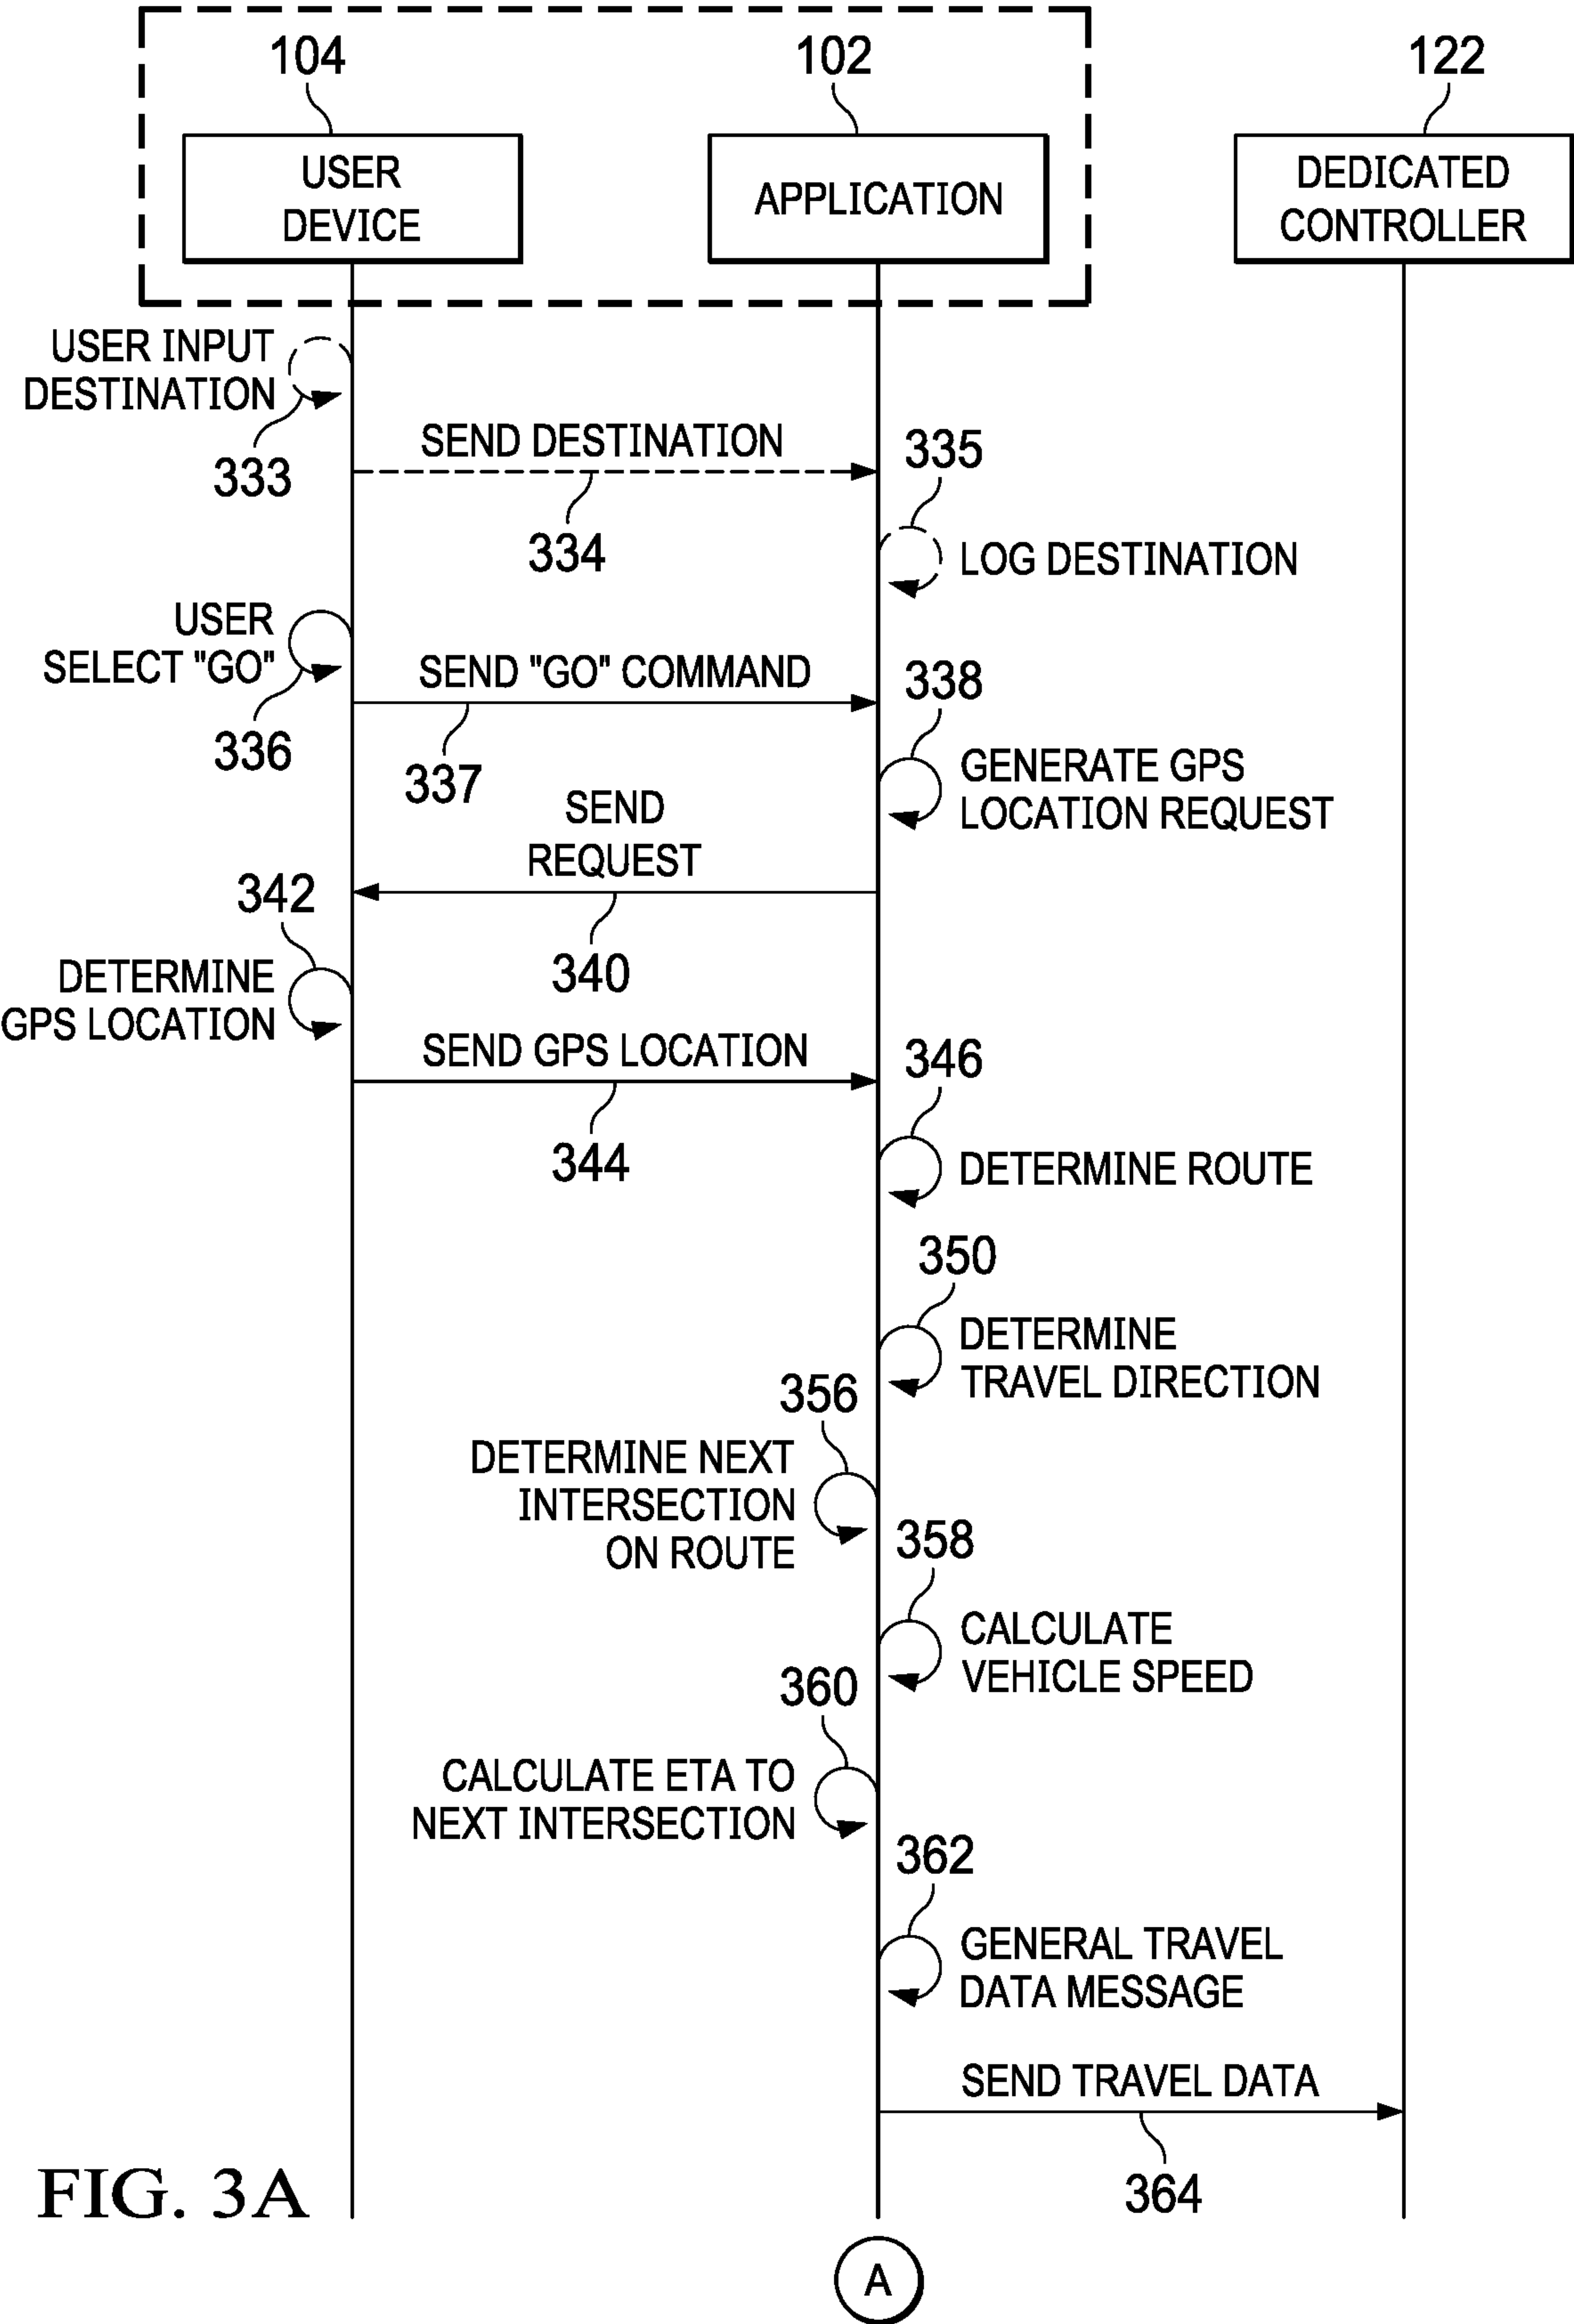 104
102
122
USER
DEVICE
APPLICATION
DEDICATED
CONTROLLER
USER INPUT
DESTINATION
333
SEND DESTINATION
334
335
LOG DESTINATION
USER
SELECT "GO"
336
SEND "GO" COMMAND
337
338
GENERATE GPS
LOCATION REQUEST
SEND
REQUEST
340
342
DETERMINE
GPS LOCATION
SEND GPS LOCATION
344
346
DETERMINE ROUTE
350
DETERMINE
TRAVEL DIRECTION
356
DETERMINE NEXT
INTERSECTION
ON ROUTE
358
CALCULATE
VEHICLE SPEED
360
CALCULATE ETA TO
NEXT INTERSECTION
362
GENERAL TRAVEL
DATA MESSAGE
SEND TRAVEL DATA
364
FIG. 3A
A